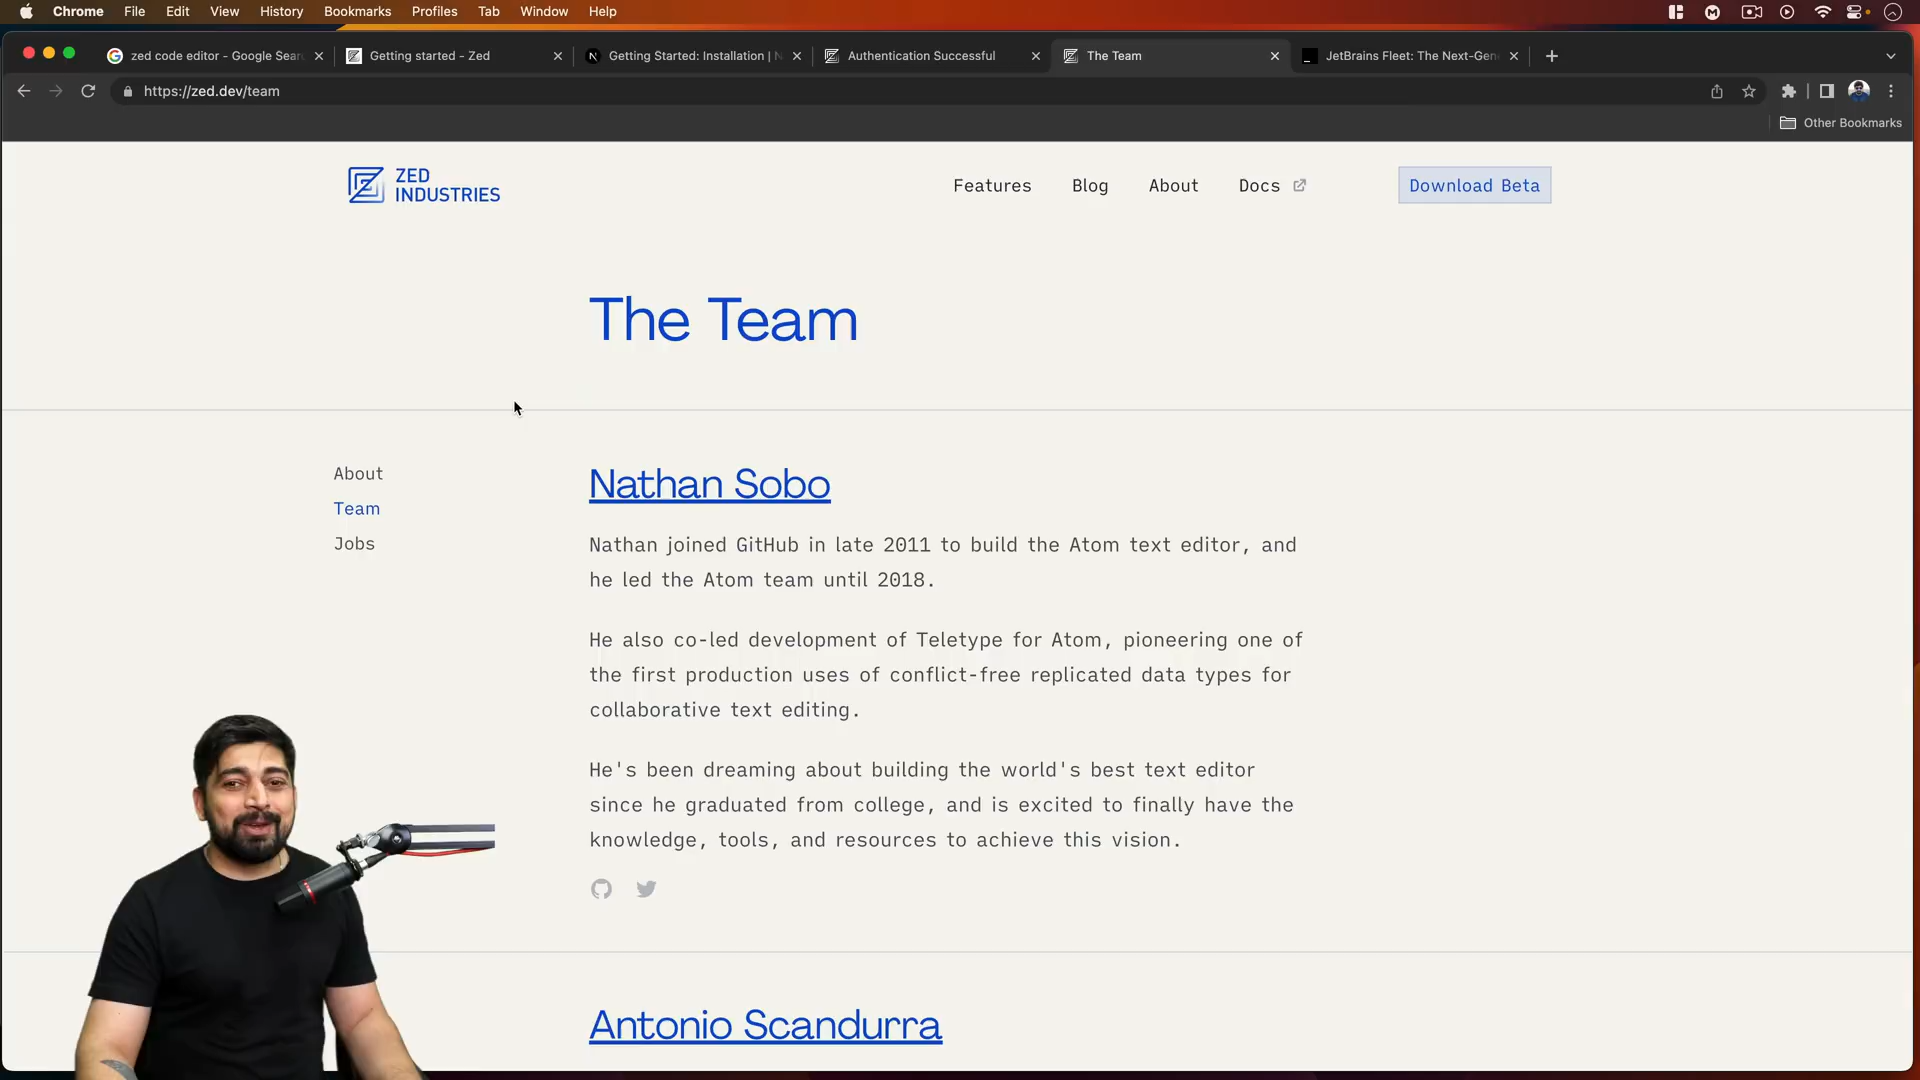 Chrome File Edit View History Bookmarks Profiles Tab Window Help
zed code editor - Google Sear
Getting started - Zed
Getting Started: Installation | N
Authentication Successful
The Team
JetBrains Fleet: The Next-Gen
https://zed.dev/team
Other Bookmarks
ZED
INDUSTRIES
Features Blog About Docs
Download Beta
The Team
About
Team
Jobs
Nathan Sobo
Nathan joined GitHub in late 2011 to build the Atom text editor, and
he led the Atom team until 2018.
He also co-led development of Teletype for Atom, pioneering one of
the first production uses of conflict-free replicated data types for
collaborative text editing.
He's been dreaming about building the world's best text editor
since he graduated from college, and is excited to finally have the
knowledge, tools, and resources to achieve this vision.
Antonio Scandurra